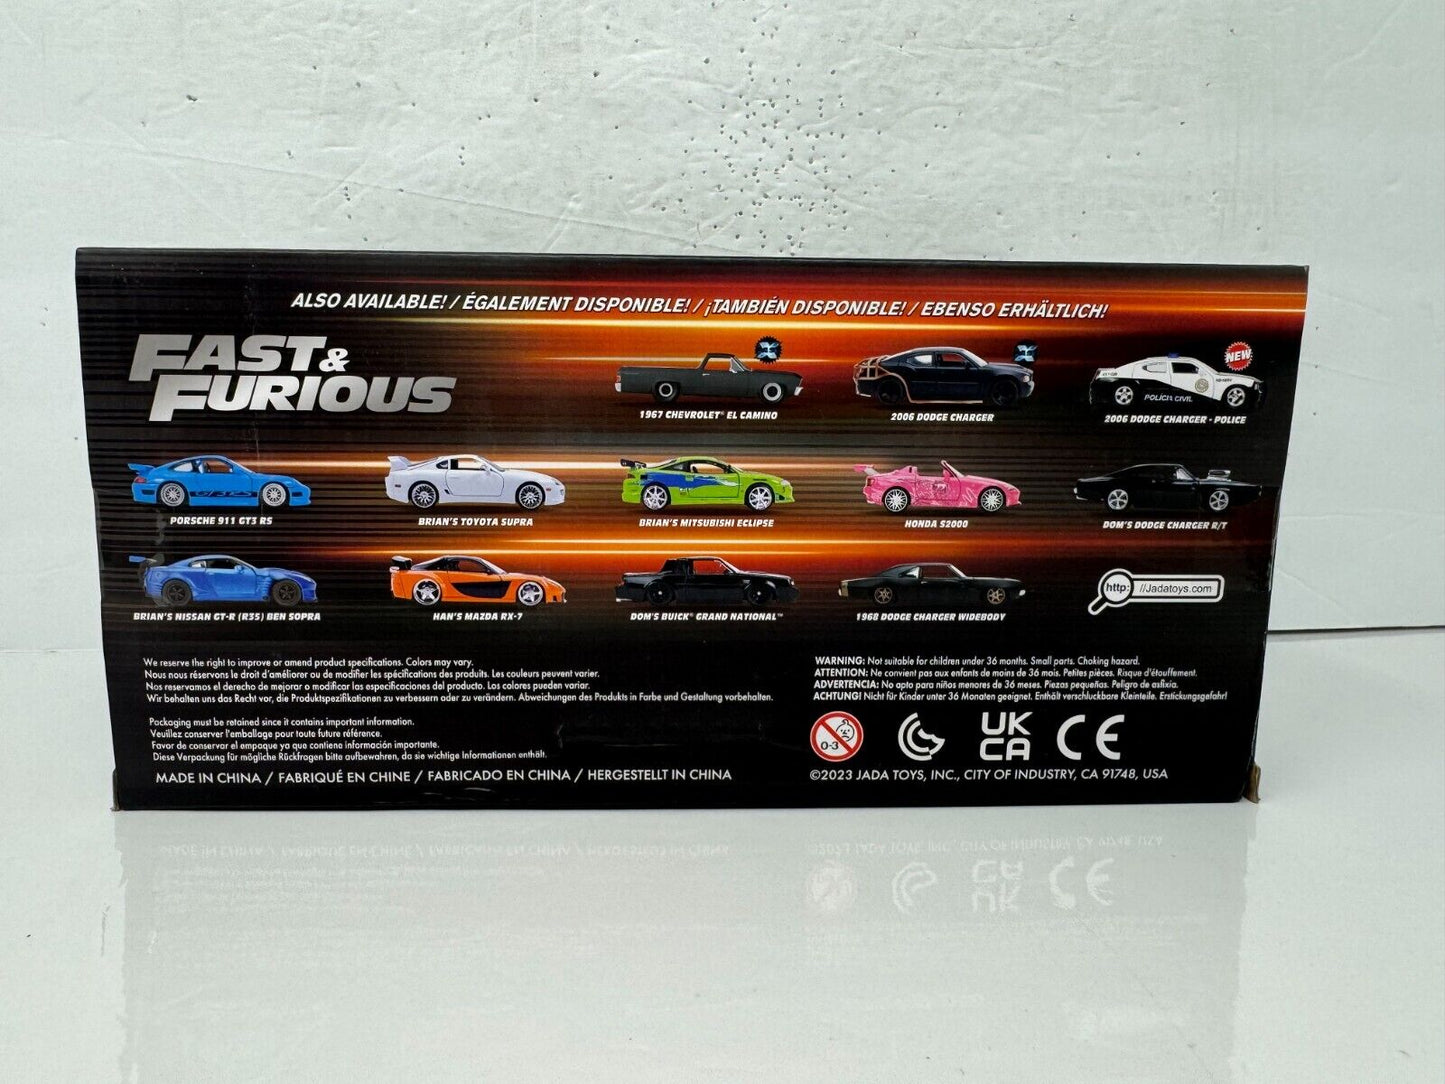 ALSO AVAILABLE! / ÉGALEMENT DISPONIBLE! / ¡TAMBIÉN DISPONIBLE! / EBENSO ERHÄLTLICH!
FAST &
FURIOUS
NEW
POLICIA CIVIL
1967 CHEVROLET® EL CAMINO
2006 DODGE CHARGER
2006 DODGE CHARGER - POLICE
GT3 RS
PORSCHE 911 GT3 RS
BRIAN'S TOYOTA SUPRA
BRIAN'S MITSUBISHI ECLIPSE
HONDA S2000
DOM'S DODGE CHARGER R/T
BRIAN'S NISSAN GT-R (R35) BEN SOPRA
HAN'S MAZDA RX-7
DOM'S BUICK® GRAND NATIONAL™
1968 DODGE CHARGER WIDEBODY
http: //Jadatoys.com
We reserve the right to improve or amend product specifications. Colors may vary.
Nous nous réservons le droit d'améliorer ou de modifier les spécifications des produits. Les couleurs peuvent varier.
Nos reservamos el derecho de mejorar o modificar las especificaciones del producto. Los colores pueden variar.
Wir behalten uns das Recht vor, die Produktspezifikationen zu verbessern oder zu verändern. Abweichungen des Produkts in Farbe und Gestaltung vorbehalten.
Packaging must be retained since it contains important information.
Veuillez conserver l'emballage pour toute future référence.
Favor de conservar el empaque ya que contiene información importante.
Diese Verpackung für mögliche Rückfragen bitte aufbewahren, da sie wichtige Informationen enthält.
MADE IN CHINA / FABRIQUÉ EN CHINE / FABRICADO EN CHINA / HERGESTELLT IN CHINA
WARNING: Not suitable for children under 36 months. Small parts. Choking hazard.
ATTENTION: Ne convient pas aux enfants de moins de 36 mois. Petites pièces. Risque d'étouffement.
ADVERTENCIA: No apto para niños menores de 36 meses. Piezas pequeñas. Peligro de asfixia.
ACHTUNG! Nicht für Kinder unter 36 Monaten geeignet. Enthält verschluckbare Kleinteile. Erstickungsgefahr!
0-3
UK
CA
CE
©2023 JADA TOYS, INC., CITY OF INDUSTRY, CA 91748, USA